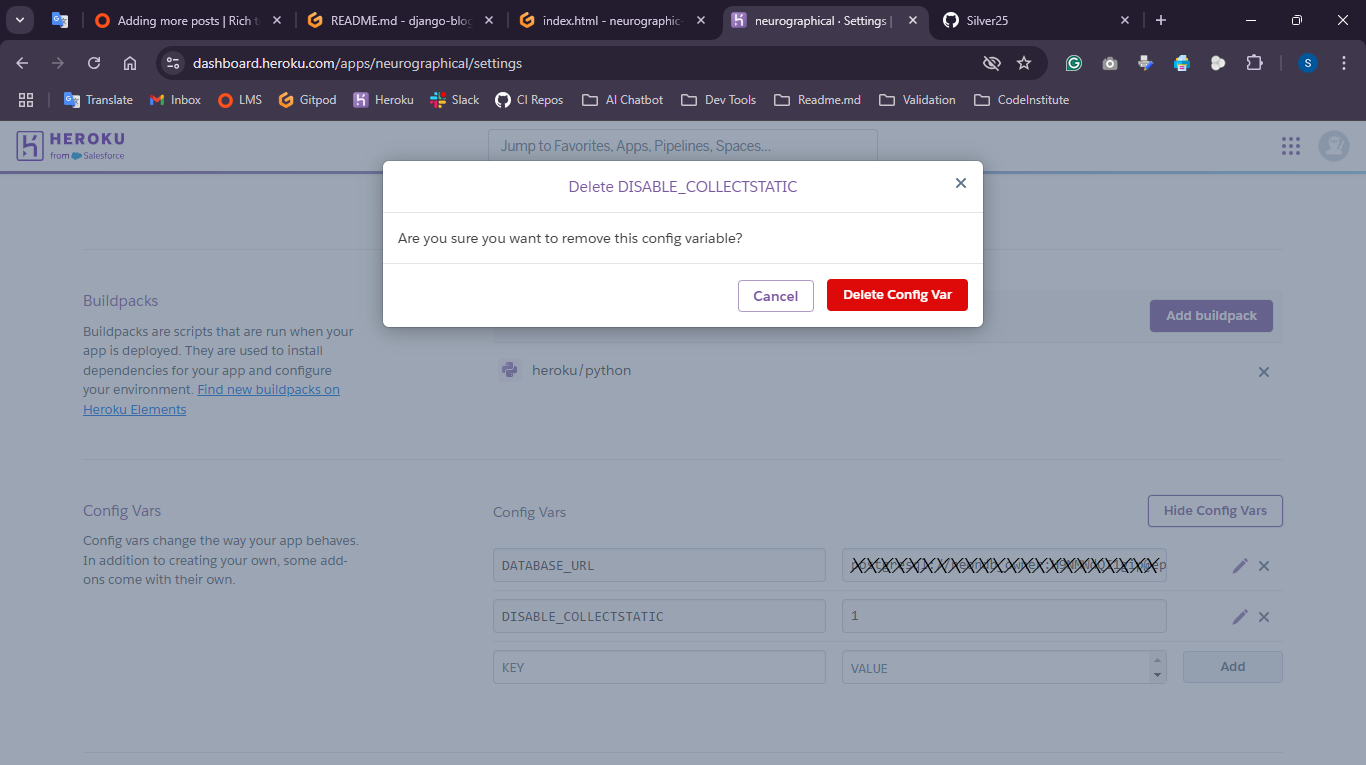 Adding more posts | Rich t
README.md - django-blog
index.html - neurographic-
neurographical · Settings |
Silver25
dashboard.heroku.com/apps/neurographical/settings
S
Translate
Inbox
LMS
Gitpod
Heroku
Slack
CI Repos
AI Chatbot
Dev Tools
Readme.md
Validation
CodeInstitute
HEROKU
from Salesforce
Jump to Favorites, Apps, Pipelines, Spaces...
Delete DISABLE_COLLECTSTATIC
Are you sure you want to remove this config variable?
Cancel
Delete Config Var
Buildpacks
Buildpacks are scripts that are run when your
app is deployed. They are used to install
dependencies for your app and configure
your environment. Find new buildpacks on
Heroku Elements
Add buildpack
heroku/python
Config Vars
Config vars change the way your app behaves.
In addition to creating your own, some add-
ons come with their own.
Config Vars
Hide Config Vars
DATABASE_URL
DISABLE_COLLECTSTATIC
1
KEY
VALUE
Add